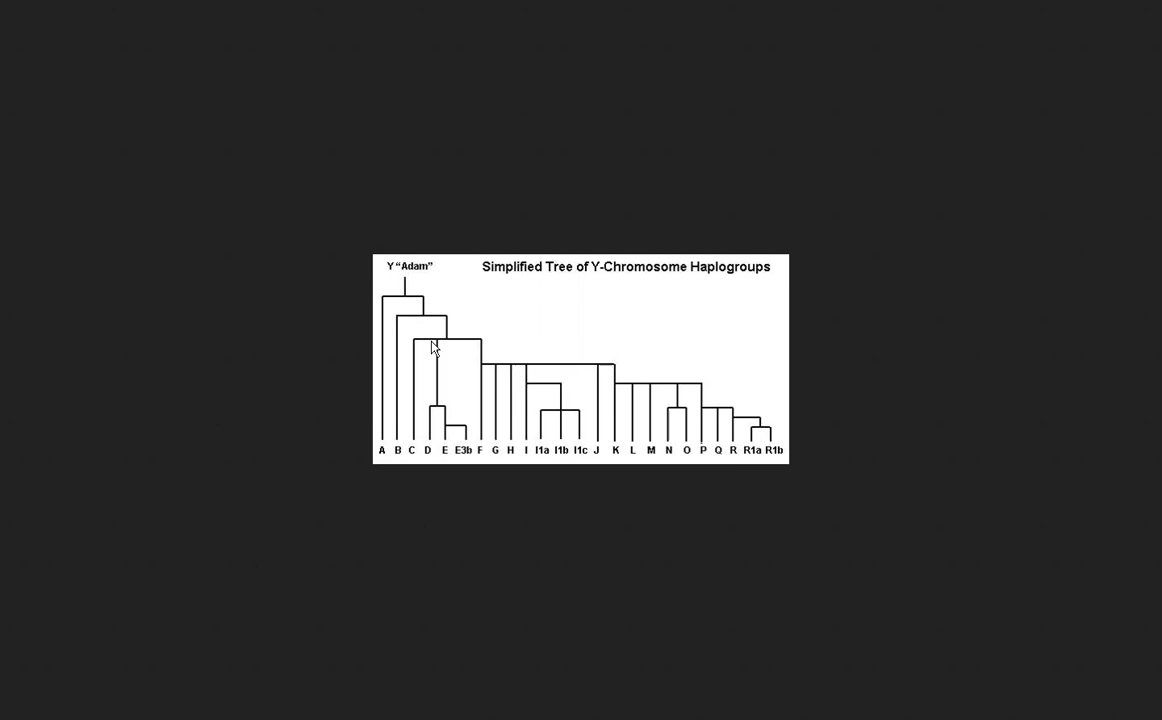 Y “Adam”
Simplified Tree of Y-Chromosome Haplogroups
A B C D E E3b F G H I I1a I1b I1c J K L M N O P Q R R1a R1b